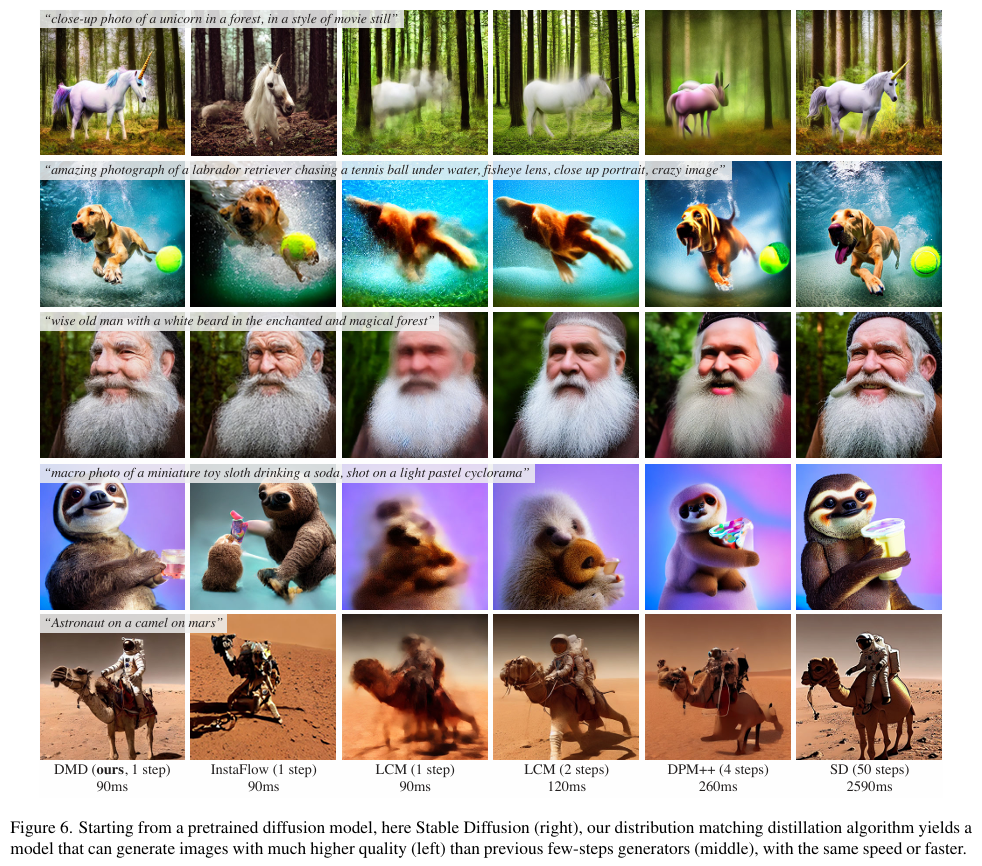 “close-up photo of a unicorn in a forest, in a style of movie still”
“amazing photograph of a labrador retriever chasing a tennis ball under water, fisheye lens, close up portrait, crazy image”
“wise old man with a white beard in the enchanted and magical forest”
“macro photo of a miniature toy sloth drinking a soda, shot on a light pastel cyclorama”
“Astronaut on a camel on mars”
DMD (ours, 1 step) InstaFlow (1 step) LCM (1 step) LCM (2 steps) DPM++ (4 steps) SD (50 steps)
90ms 90ms 90ms 120ms 260ms 2590ms
Figure 6. Starting from a pretrained diffusion model, here Stable Diffusion (right), our distribution matching distillation algorithm yields a
model that can generate images with much higher quality (left) than previous few-steps generators (middle), with the same speed or faster.